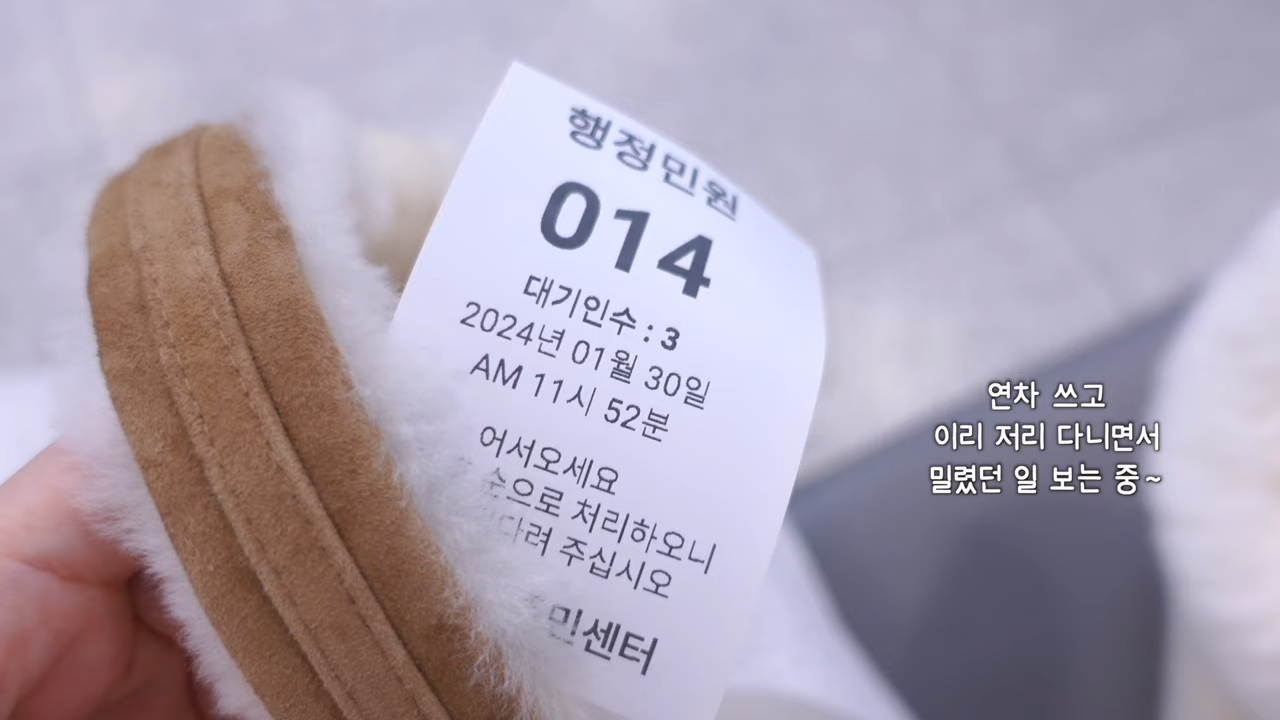 행정민원
014
대기인수 : 3
2024년 01월 30일
AM 11시 52분
어서오세요
순으로 처리하오니
다려 주십시오
민센터
연차 쓰고
이리 저리 다니면서
밀렸던 일 보는 중~